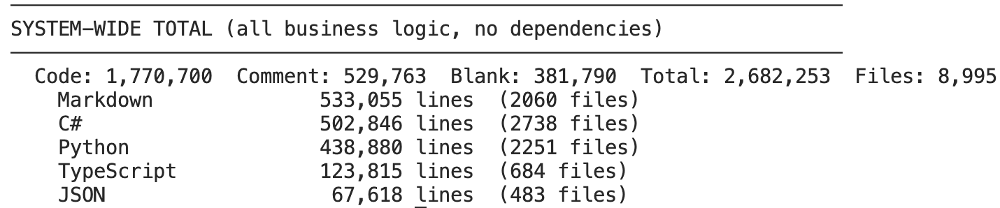 SYSTEM-WIDE TOTAL (all business logic, no dependencies)
Code: 1,770,700 Comment: 529,763 Blank: 381,790 Total: 2,682,253 Files: 8,995
Markdown 533,055 lines (2060 files)
C# 502,846 lines (2738 files)
Python 438,880 lines (2251 files)
TypeScript 123,815 lines (684 files)
JSON 67,618 lines (483 files)